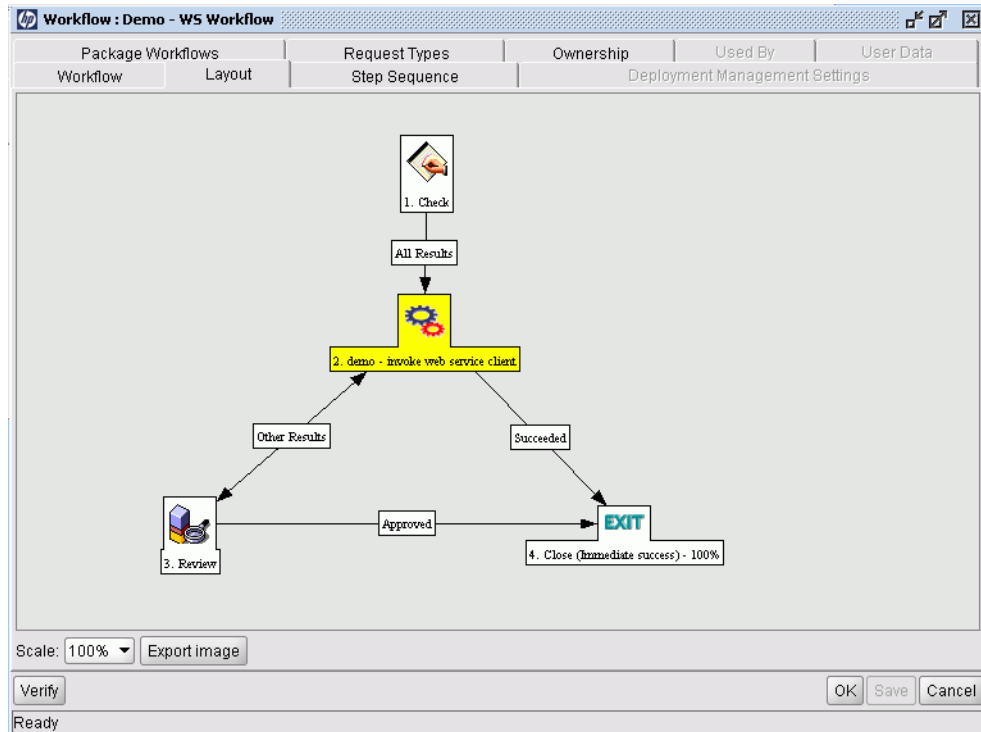 hp Workflow : Demo - WS Workflow
Package Workflows Request Types Ownership Used By User Data
Workflow Layout Step Sequence Deployment Management Settings
1. Check
All Results
2. demo - invoke web service client
Other Results Succeeded
Approved EXIT
3. Review 4. Close (Immediate success) - 100%
Scale: 100% Export image
Verify OK Save Cancel
Ready